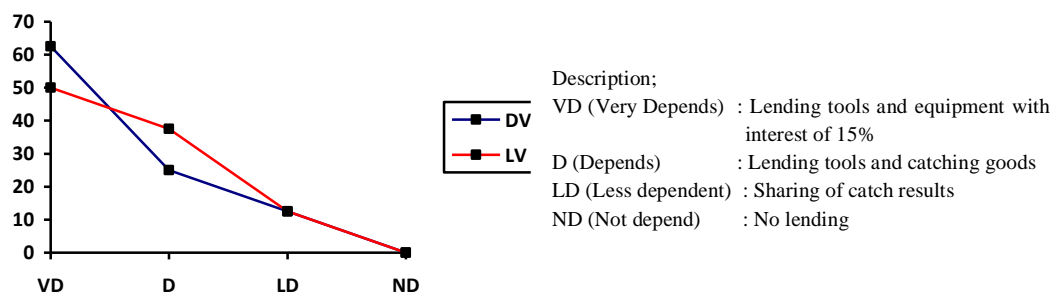 70
60
50
40
30
20
10
0
VD D LD ND
DV
LV
Description;
VD (Very Depends) : Lending tools and equipment with
interest of 15%
D (Depends) : Lending tools and catching goods
LD (Less dependent) : Sharing of catch results
ND (Not depend) : No lending